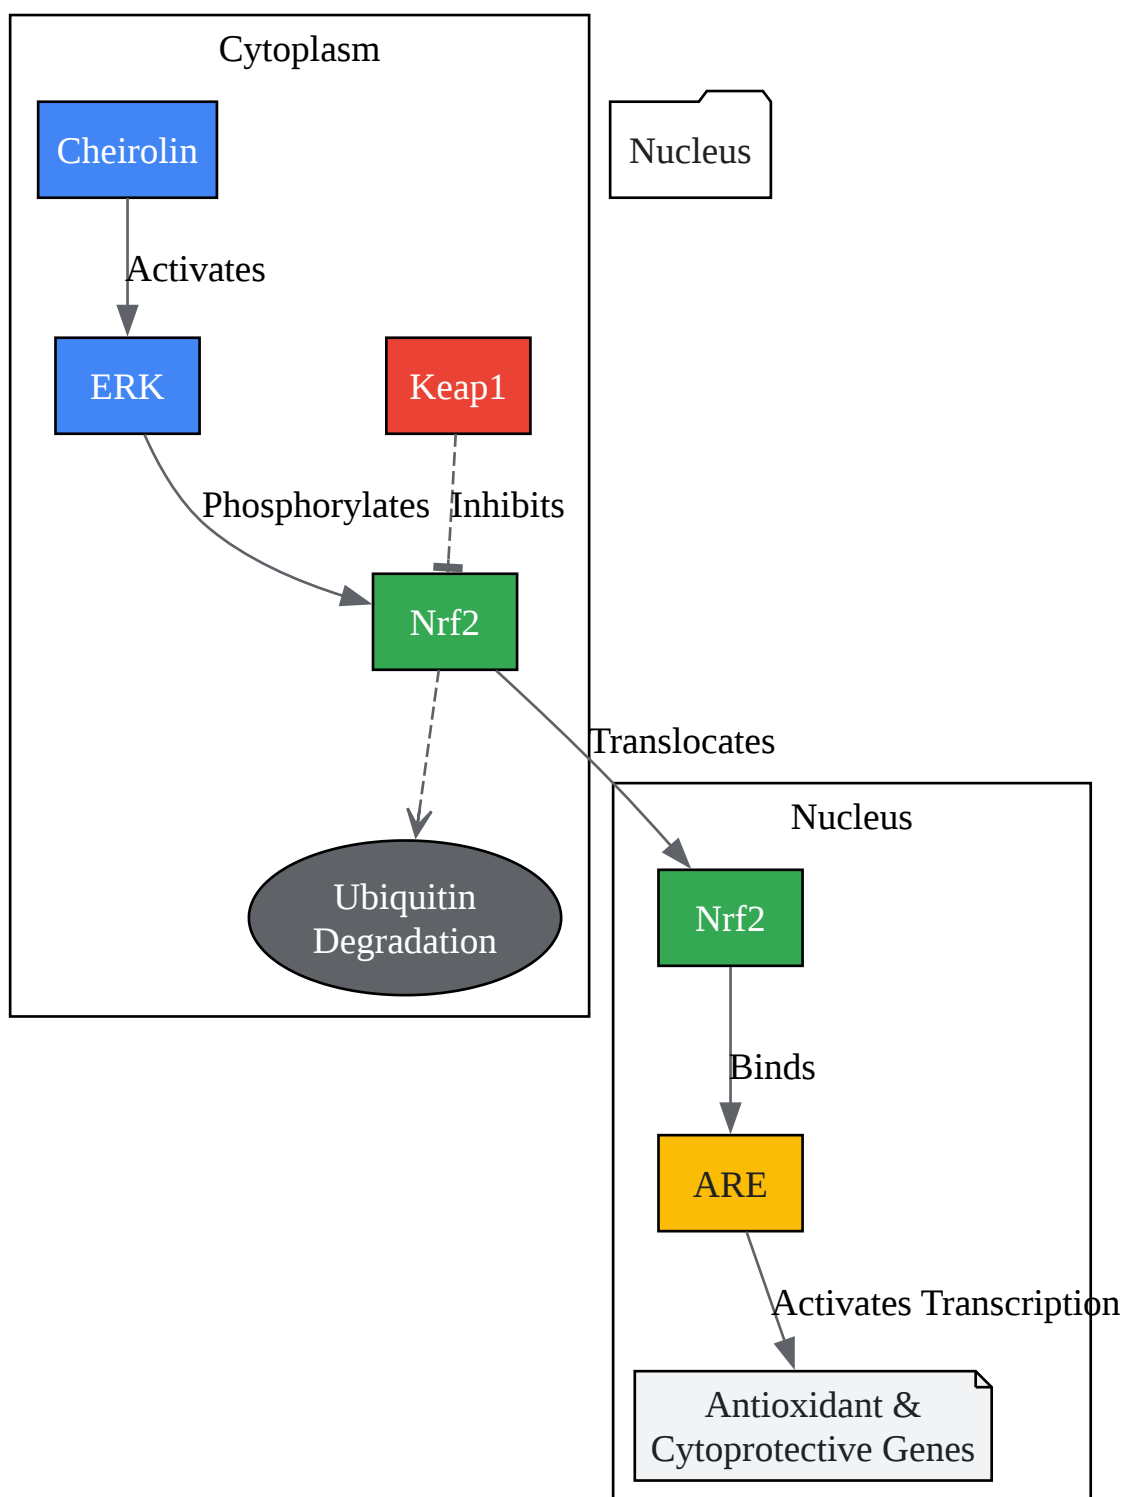 Cytoplasm
Cheirolin
Nucleus
Activates
ERK
Keap1
Phosphorylates
Inhibits
Nrf2
Translocates
Nucleus
Ubiquitin
Degradation
Nrf2
Binds
ARE
Activates Transcription
Antioxidant &
Cytoprotective Genes